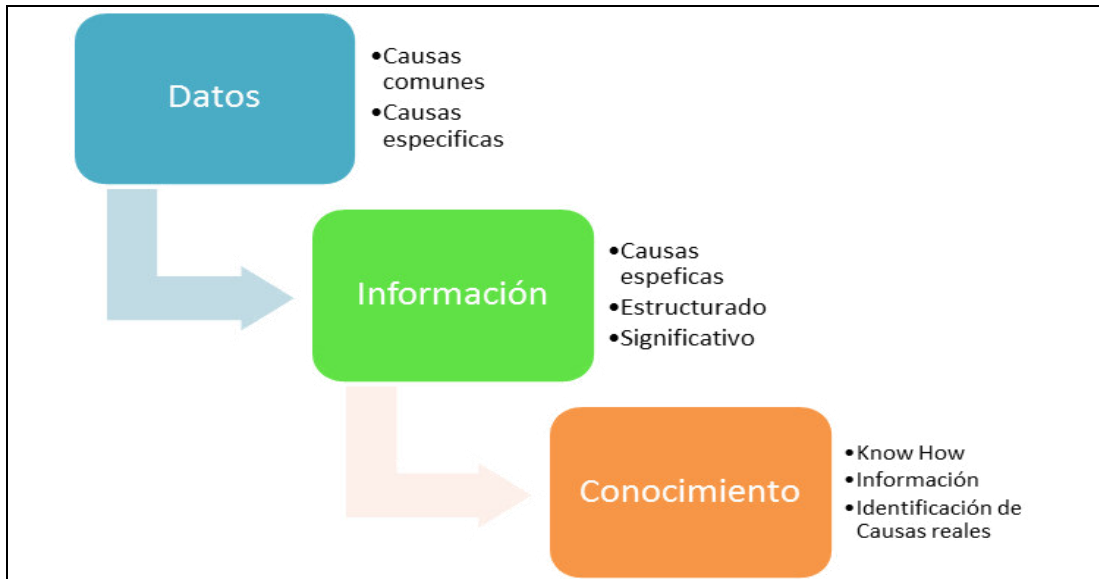 Datos
•Causas
comunes
•Causas
especificas
Información
•Causas
espeficas
•Estructurado
•Significativo
Conocimiento
•Know How
•Información
•Identificación de
Causas reales